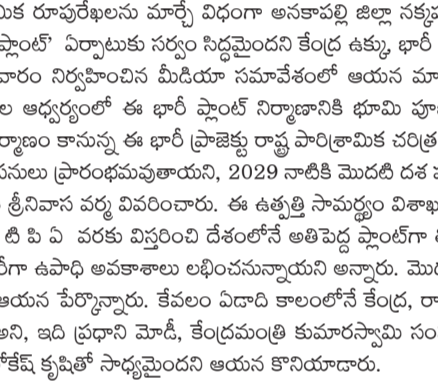 మిక రూపురేఖలను మార్చే విధంగా అనకాపల్లి జిల్లా నక్కప
ప్లాంట్' ఏర్పాటుకు సర్వం సిద్ధమైందని కేంద్ర ఉక్కు, భారీ
వారం నిర్వహించిన మీడియా సమావేశంలో ఆయన మా
ల ఆధ్వర్యంలో ఈ భారీ ప్లాంట్ నిర్మాణానికి భూమి పూ
ర్మాణం కానున్న ఈ భారీ ప్రాజెక్టు రాష్ట్ర పారిశ్రామిక చరిత్ర
పనులు ప్రారంభమవుతాయని, 2029 నాటికి మొదటి దశ
శ్రీనివాస వర్మ వివరించారు. ఈ ఉత్పత్తి సామర్థ్యం విశాఖ
టి పి ఏ వరకు విస్తరించి దేశంలోనే అతిపెద్ద ప్లాంట్‌గా
రీగా ఉపాధి అవకాశాలు లభించనున్నాయని అన్నారు. మొ
ఆయన పేర్కొన్నారు. కేవలం ఏడాది కాలంలోనే కేంద్ర, రా
అని, ఇది ప్రధాని మోడీ, కేంద్రమంత్రి కుమారస్వామి సం
లోకేష్ కృషితో సాధ్యమైందని ఆయన కొనియాడారు.